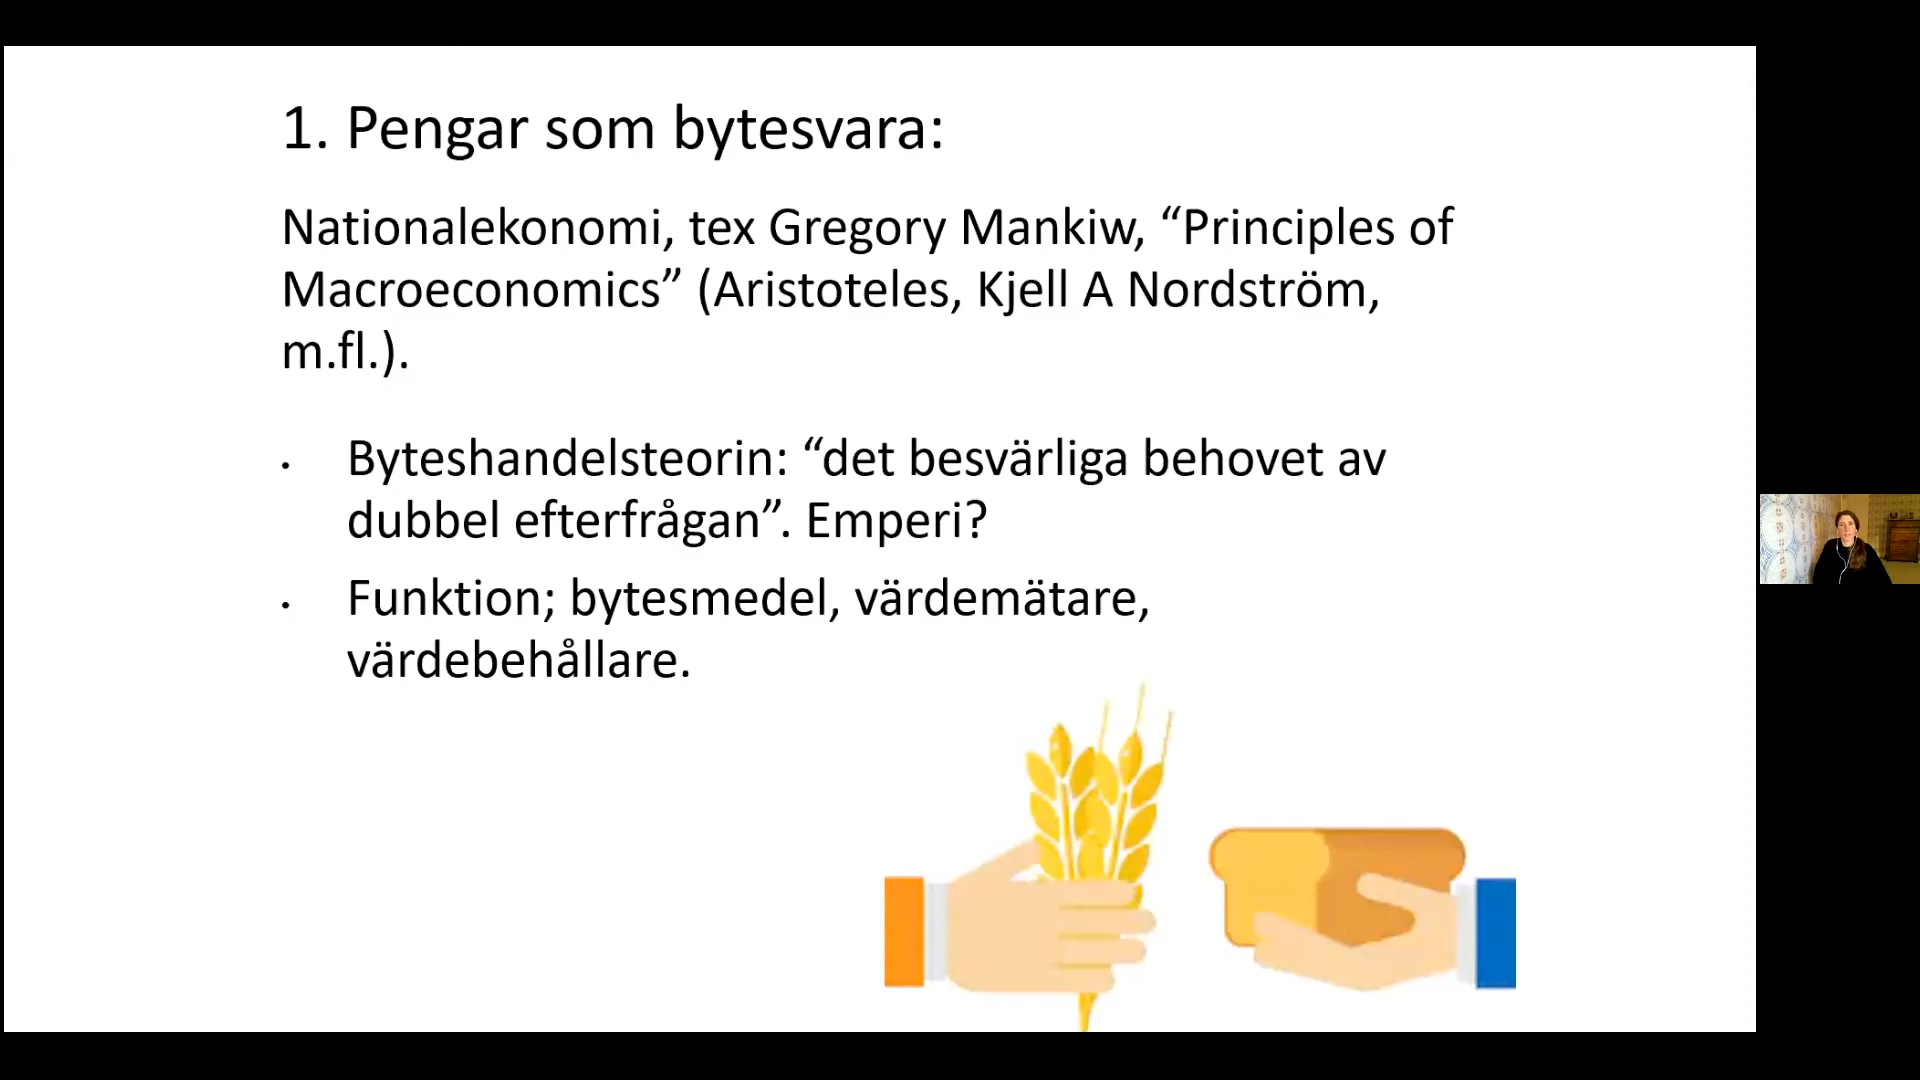 1. Pengar som bytesvara:
Nationalekonomi, tex Gregory Mankiw, “Principles of
Macroeconomics” (Aristoteles, Kjell A Nordström,
m.fl.).
• Byteshandelsteorin: “det besvärliga behovet av
dubbel efterfrågan”. Emperi?
• Funktion; bytesmedel, värdemätare,
värdebehållare.